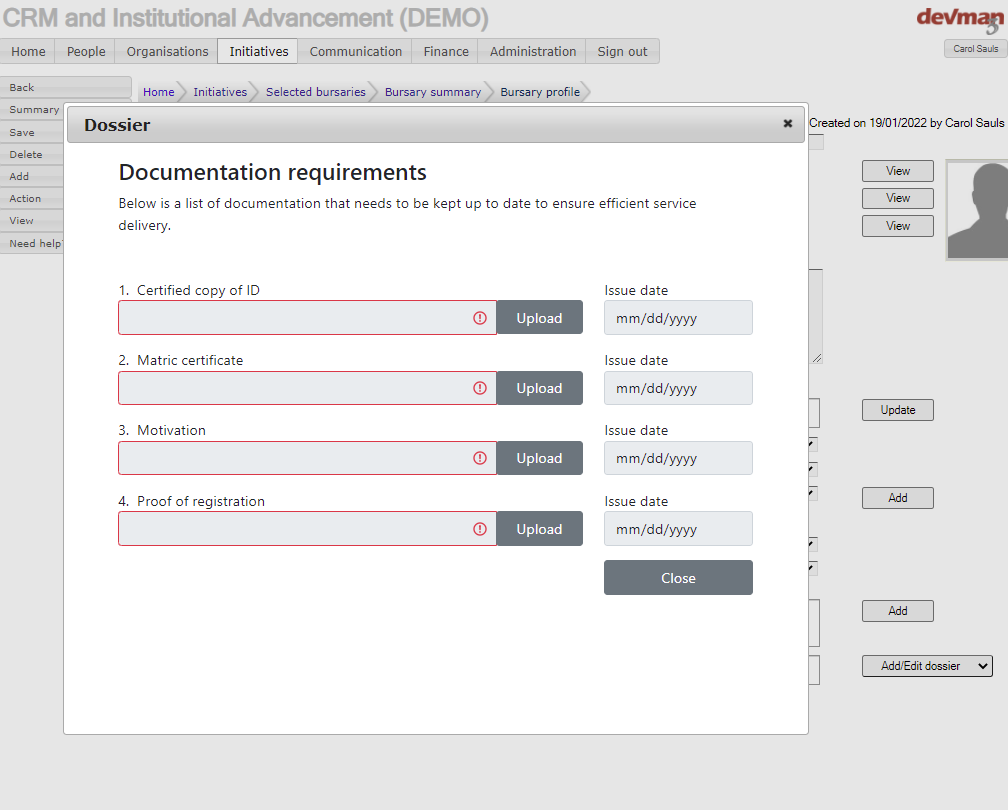 CRM and Institutional Advancement (DEMO)
devman 3
Home People Organisations Initiatives Communication Finance Administration Sign out
Carol Sauls
Back
Home Initiatives Selected bursaries Bursary summary Bursary profile
Summary
Save
Delete
Add
Action
View
Need help?
Created on 19/01/2022 by Carol Sauls
View
View
View
Update
Add
Add
Add/Edit dossier
Dossier
Documentation requirements
Below is a list of documentation that needs to be kept up to date to ensure efficient service
delivery.
1. Certified copy of ID Issue date
Upload mm/dd/yyyy
2. Matric certificate Issue date
Upload mm/dd/yyyy
3. Motivation Issue date
Upload mm/dd/yyyy
4. Proof of registration Issue date
Upload mm/dd/yyyy
Close